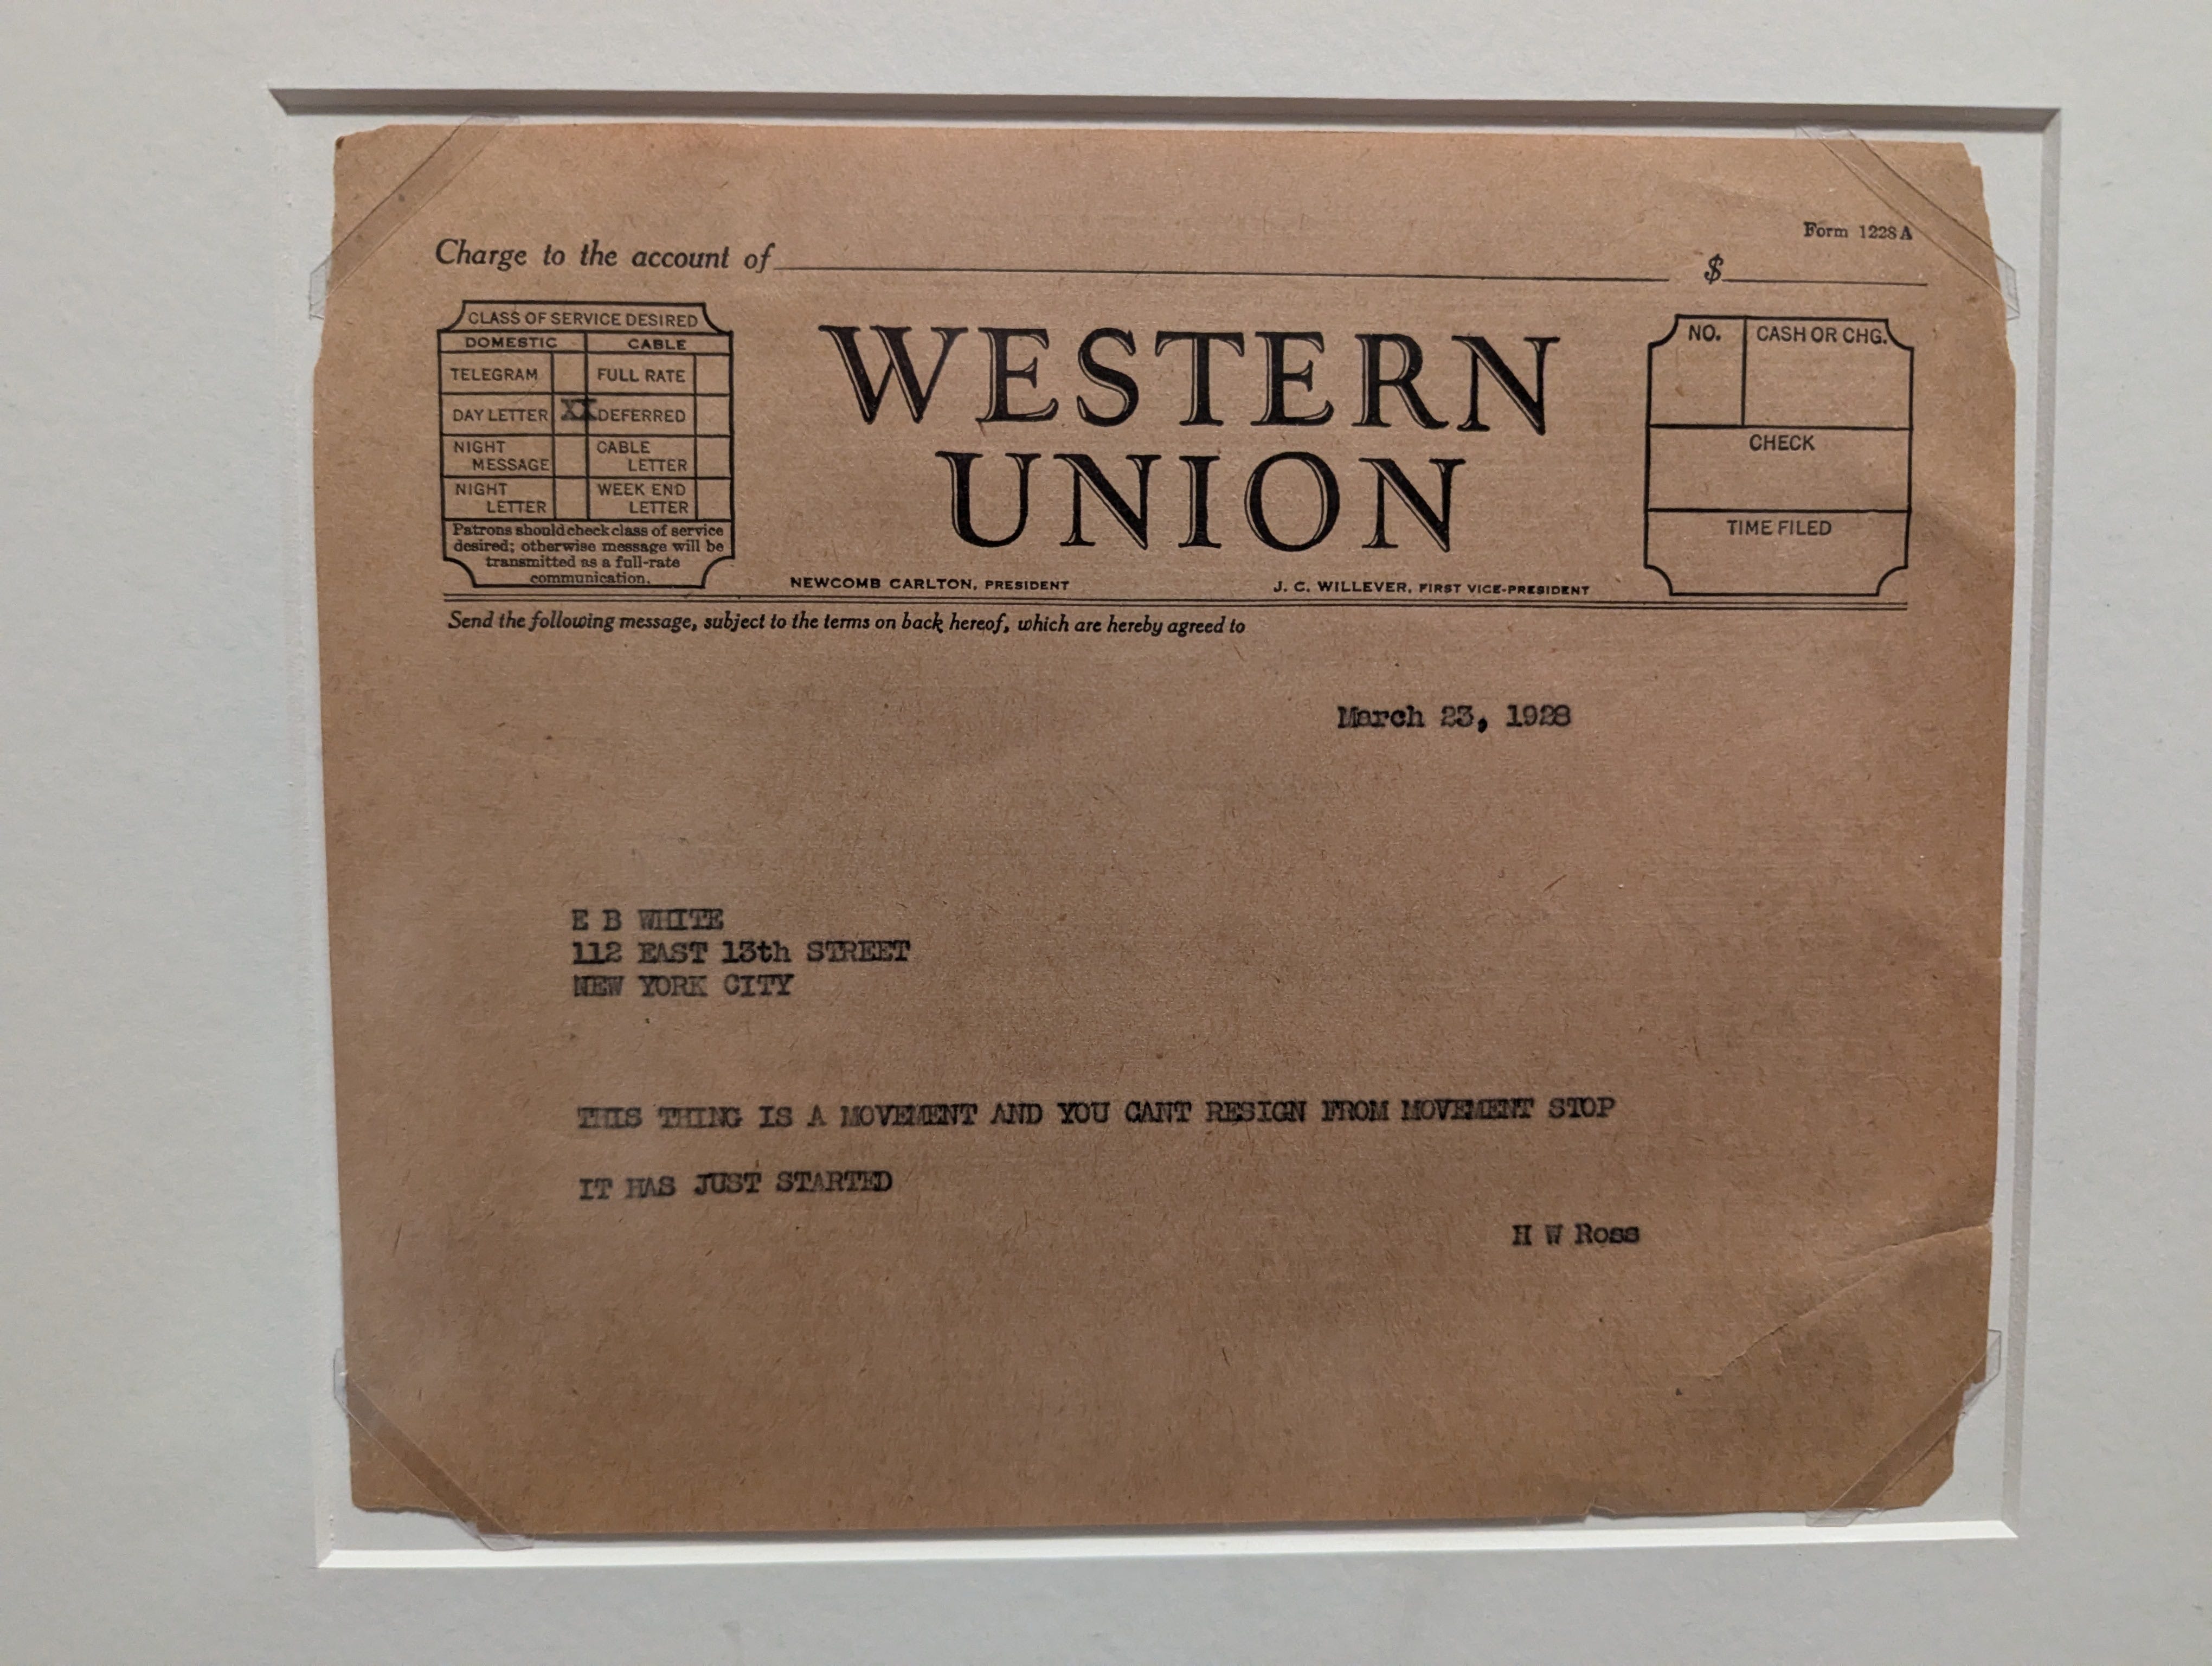 Form 1228A
Charge to the account of $
CLASS OF SERVICE DESIRED
DOMESTIC CABLE
TELEGRAM FULL RATE
DAY LETTER XX DEFERRED
NIGHT MESSAGE CABLE LETTER
NIGHT LETTER WEEK END LETTER
Patrons should check class of service
desired; otherwise message will be
transmitted as a full-rate
communication.
WESTERN
UNION
NEWCOMB CARLTON, PRESIDENT J. C. WILLEVER, FIRST VICE-PRESIDENT
NO. CASH OR CHG.
CHECK
TIME FILED
Send the following message, subject to the terms on back hereof, which are hereby agreed to
March 23, 1928
E B WHITE
112 EAST 13th STREET
NEW YORK CITY
THIS THING IS A MOVEMENT AND YOU CANT RESIGN FROM MOVEMENT STOP
IT HAS JUST STARTED
H W Ross